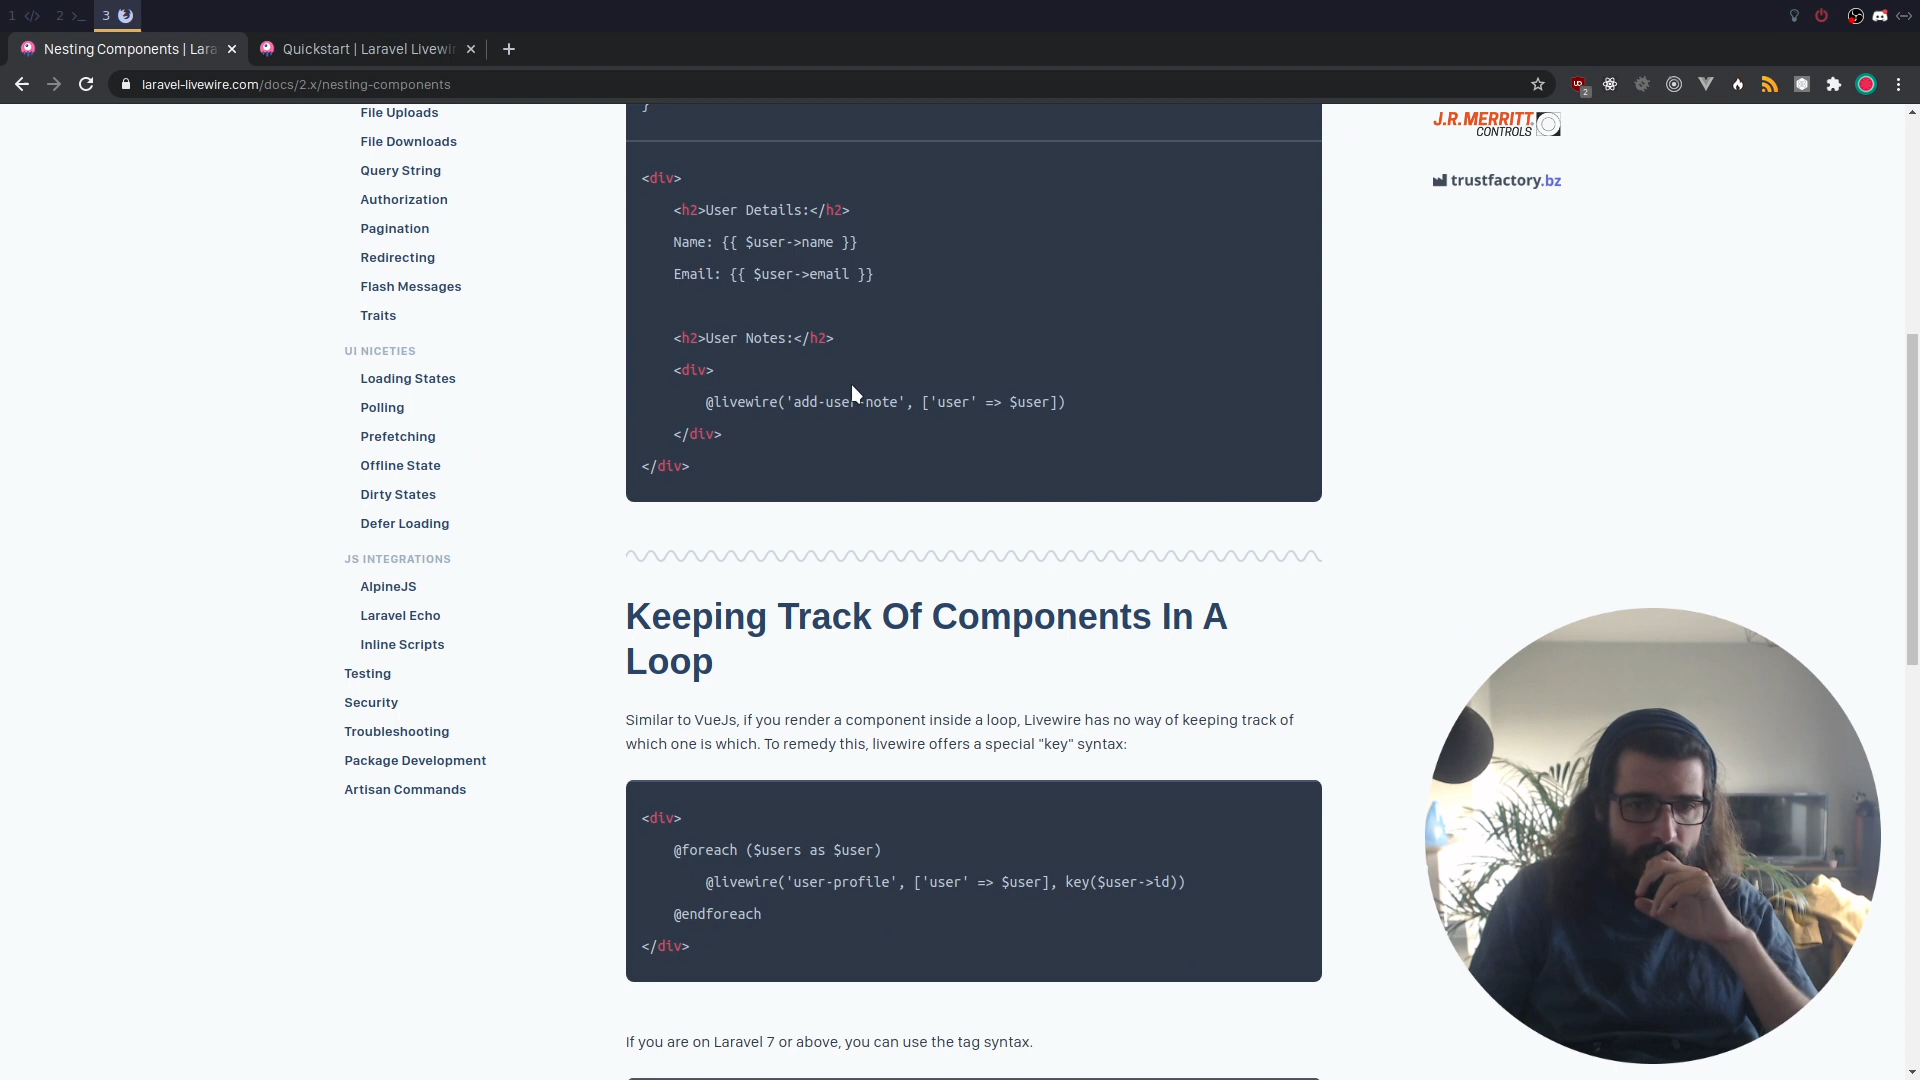 1 2 3
Nesting Components | Lara
Quickstart | Laravel Livewir
laravel-livewire.com/docs/2.x/nesting-components
2
File Uploads
File Downloads
Query String
Authorization
Pagination
Redirecting
Flash Messages
Traits
UI NICETIES
Loading States
Polling
Prefetching
Offline State
Dirty States
Defer Loading
JS INTEGRATIONS
AlpineJS
Laravel Echo
Inline Scripts
Testing
Security
Troubleshooting
Package Development
Artisan Commands
}
<div>
<h2>User Details:</h2>
Name: {{ $user->name }}
Email: {{ $user->email }}
<h2>User Notes:</h2>
<div>
@livewire('add-user-note', ['user' => $user])
</div>
</div>
Keeping Track Of Components In A
Loop
Similar to VueJs, if you render a component inside a loop, Livewire has no way of keeping track of
which one is which. To remedy this, livewire offers a special "key" syntax:
<div>
@foreach ($users as $user)
@livewire('user-profile', ['user' => $user], key($user->id))
@endforeach
</div>
If you are on Laravel 7 or above, you can use the tag syntax.
J.R. MERRITT
CONTROLS
trustfactory.bz